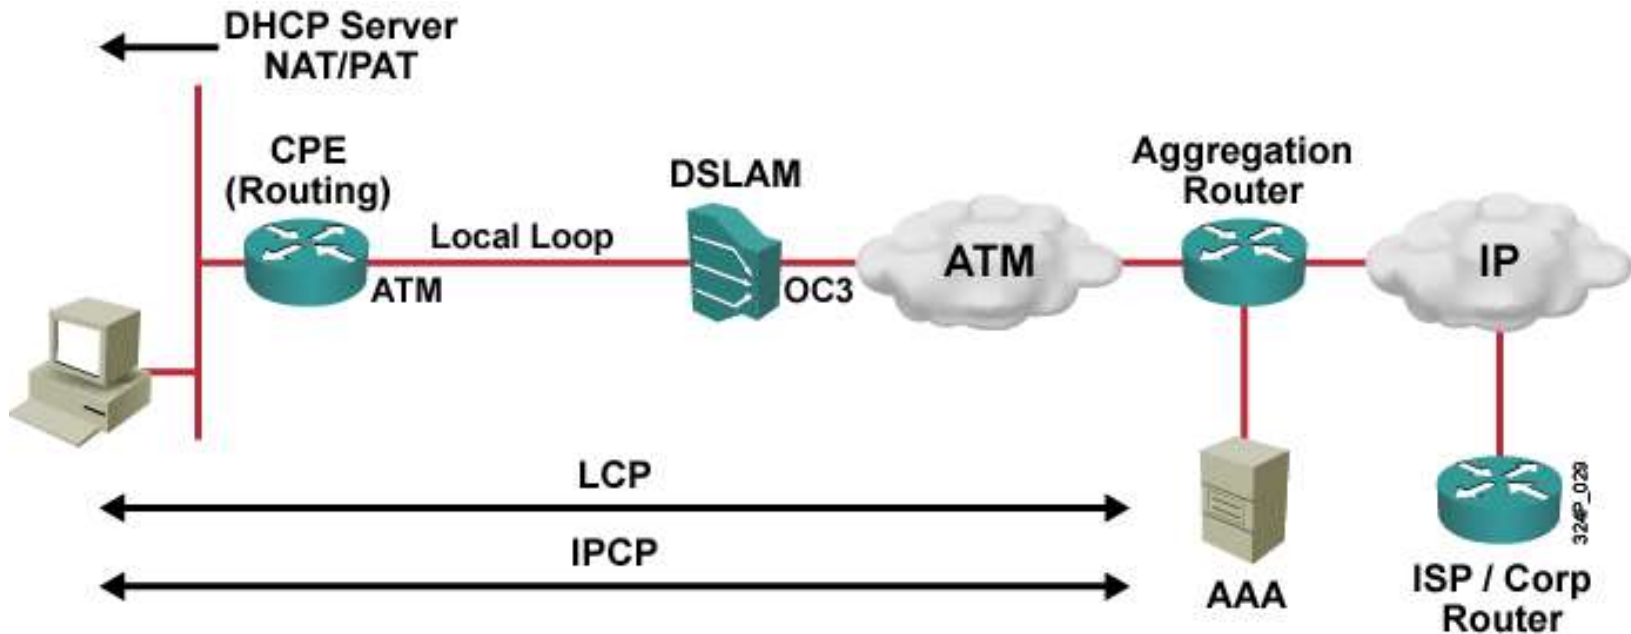 DHCP Server
NAT/PAT
CPE
(Routing)
DSLAM
Aggregation
Router
Local Loop
ATM
OC3
ATM
IP
LCP
IPCP
AAA
ISP / Corp
Router
324P_029